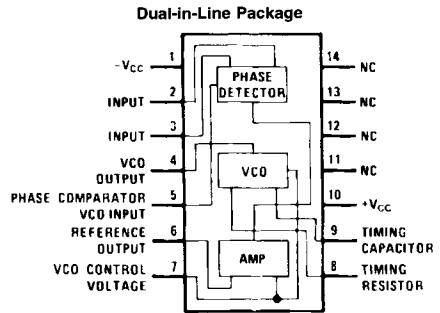 Dual-in-Line Package
1
-VCC
2
INPUT
3
INPUT
4
VCO
OUTPUT
5
PHASE COMPARATOR
VCO INPUT
6
REFERENCE
OUTPUT
7
VCO CONTROL
VOLTAGE
PHASE
DETECTOR
VCO
AMP
14
NC
13
NC
12
NC
11
NC
10
+VCC
9
TIMING
CAPACITOR
8
TIMING
RESISTOR